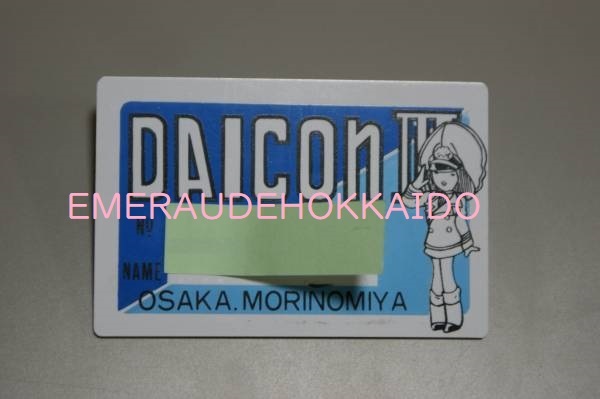 DAICON III
EMERAUDEHOKKAIDO
No
NAME
OSAKA.MORINOMIYA